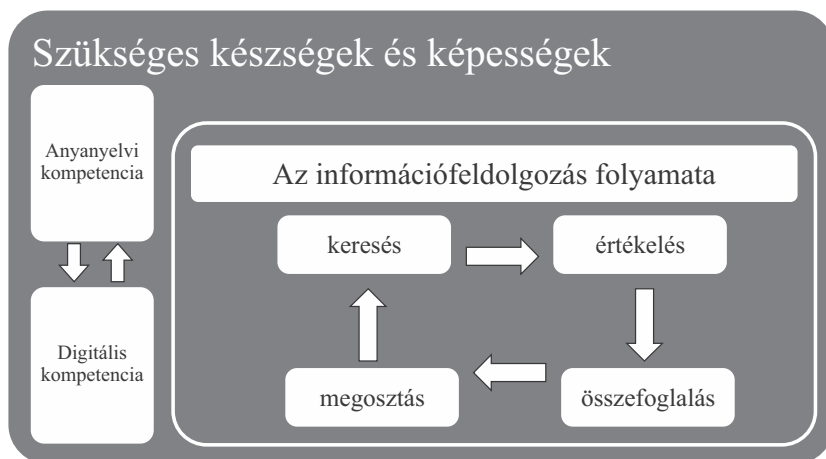 Szükséges készségek és képességek
Anyanyelvi
kompetencia
Digitális
kompetencia
Az információfeldolgozás folyamata
keresés
értékelés
összefoglalás
megosztás